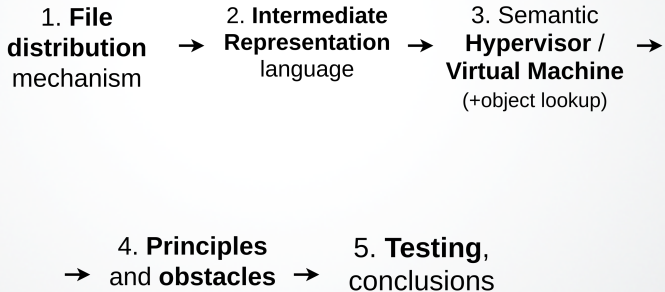 1. File
distribution
mechanism
→
2. Intermediate
Representation
language
→
3. Semantic
Hypervisor /
Virtual Machine
(+object lookup)
→
→
4. Principles
and obstacles
→
5. Testing,
conclusions